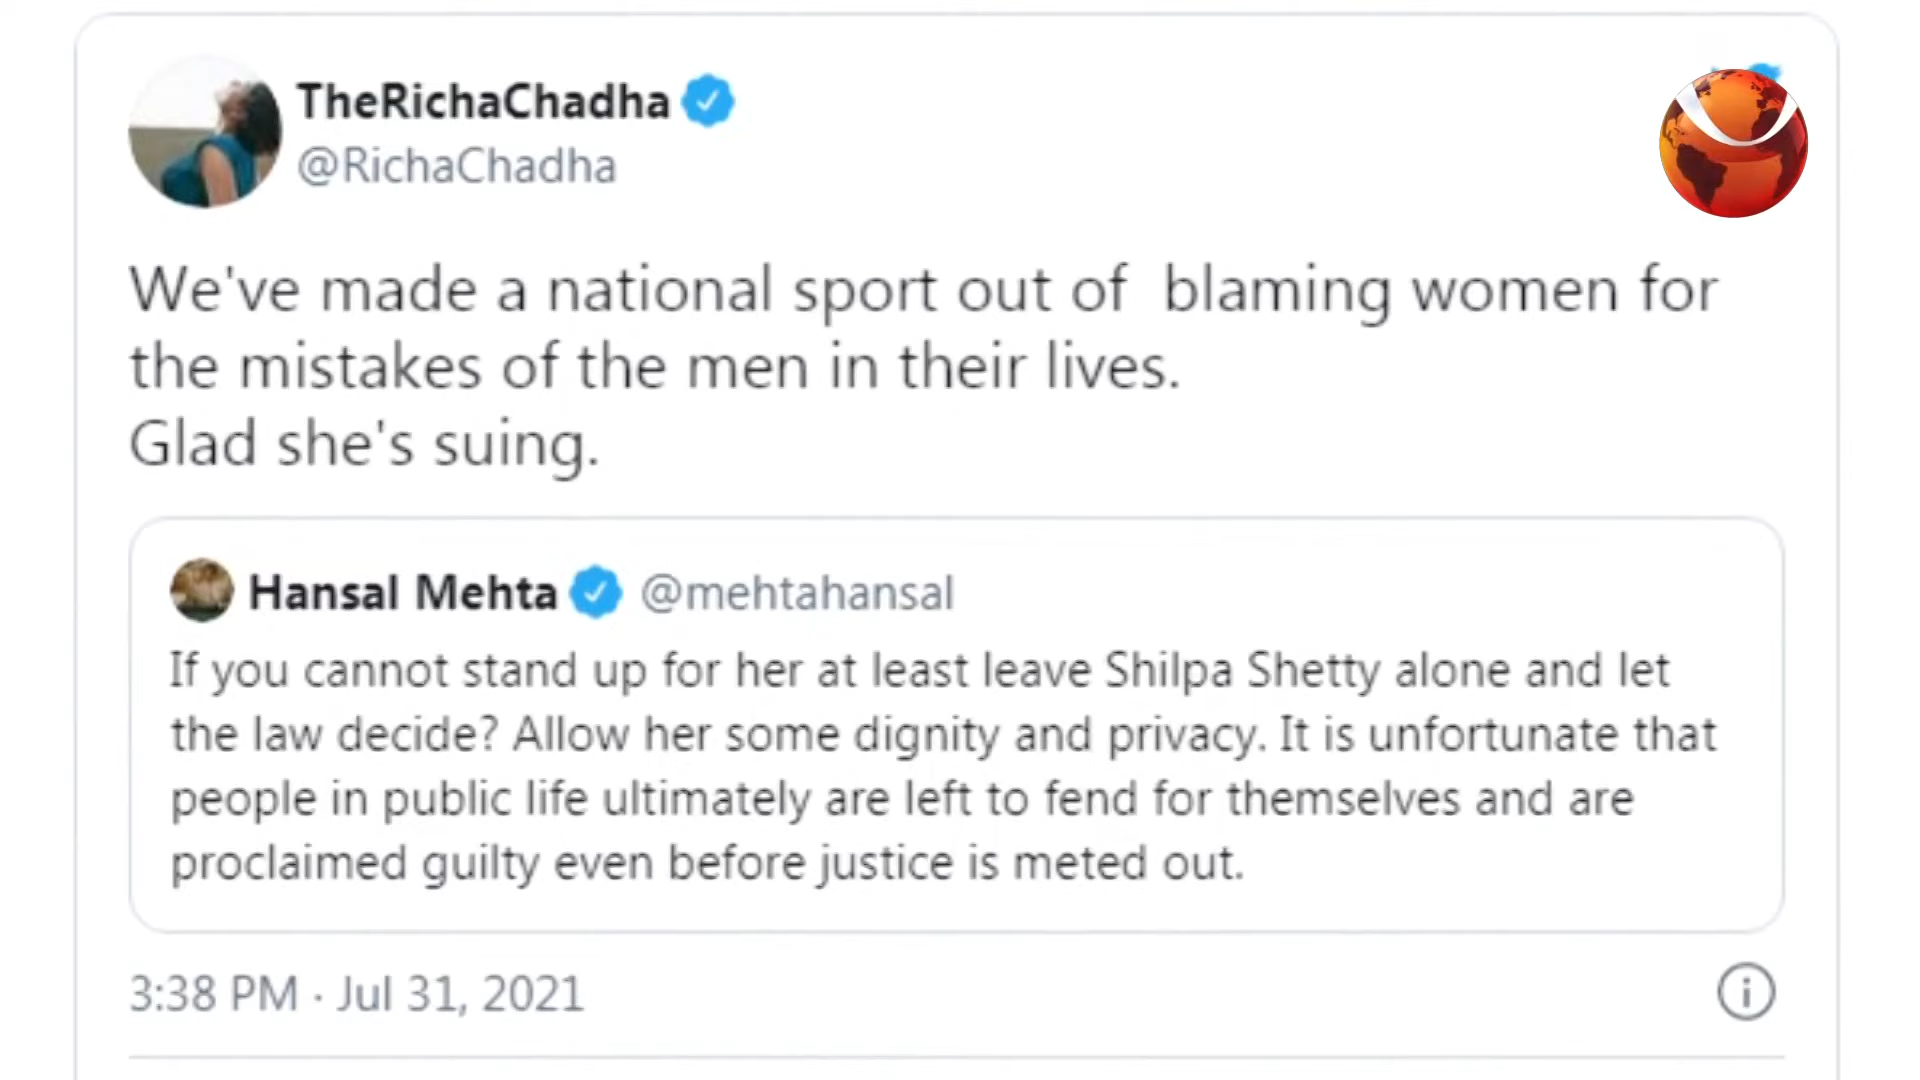 TheRichaChadha
@RichaChadha
We've made a national sport out of blaming women for
the mistakes of the men in their lives.
Glad she's suing.
Hansal Mehta @mehtahansal
If you cannot stand up for her at least leave Shilpa Shetty alone and let
the law decide? Allow her some dignity and privacy. It is unfortunate that
people in public life ultimately are left to fend for themselves and are
proclaimed guilty even before justice is meted out.
3:38 PM · Jul 31, 2021